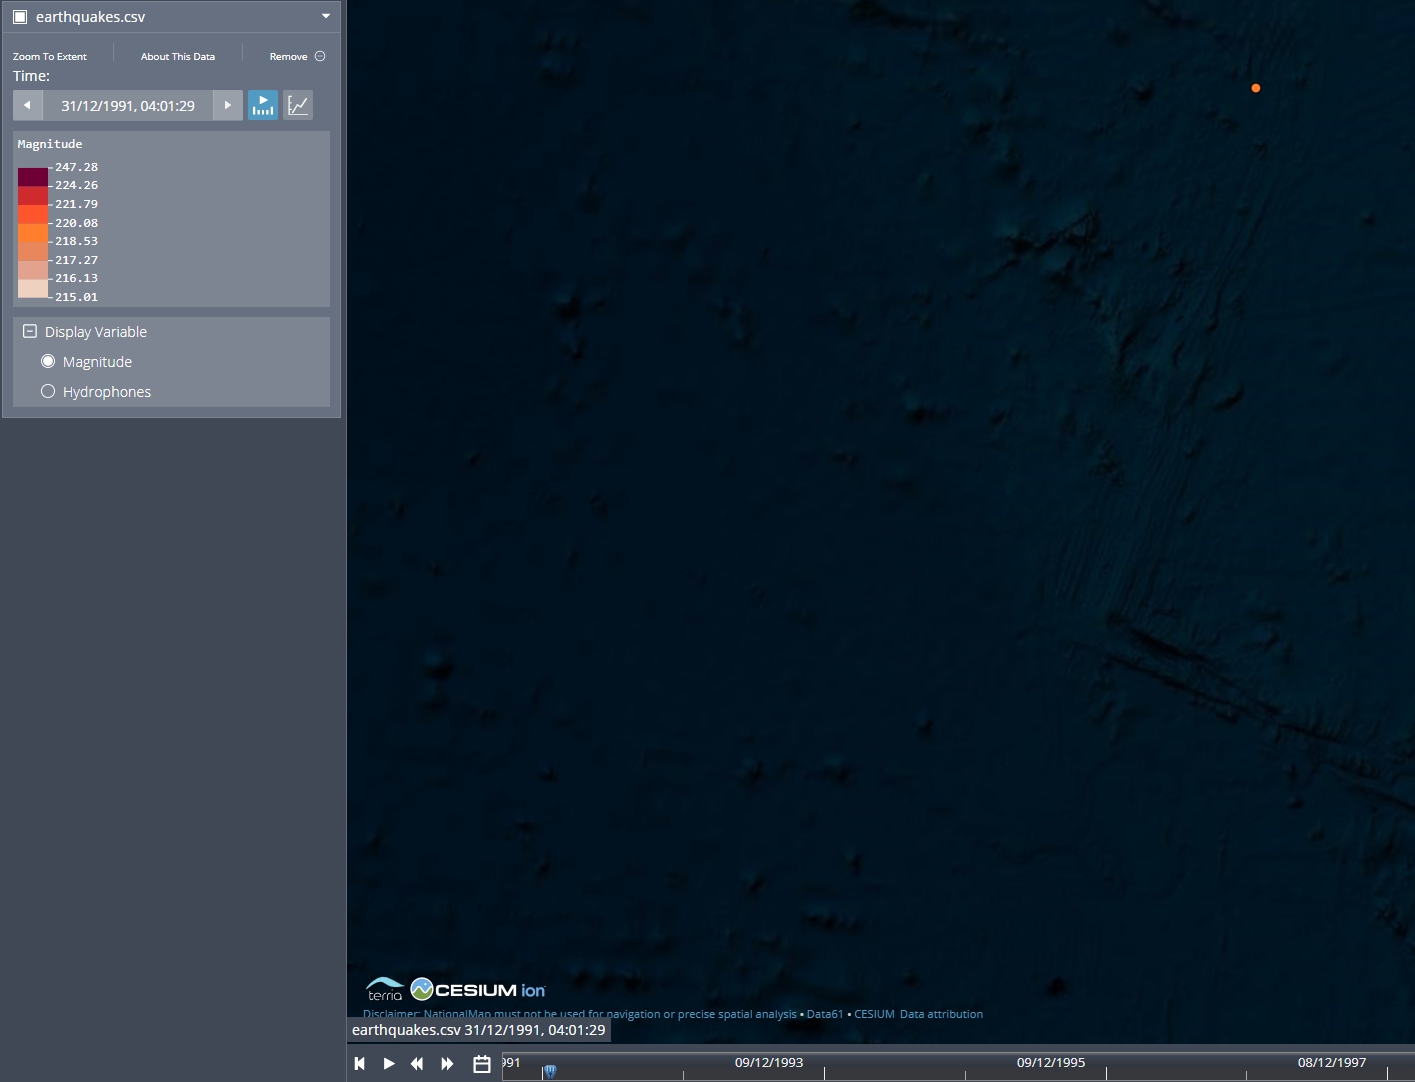 earthquakes.csv
Zoom To Extent
About This Data
Remove
Time:
31/12/1991, 04:01:29
Magnitude
247.28
224.26
221.79
220.08
218.53
217.27
216.13
215.01
Display Variable
Magnitude
Hydrophones
terria
CESIUM ion
Disclaimer: NationalMap must not be used for navigation or precise spatial analysis • Data61 • CESIUM Data attribution
earthquakes.csv 31/12/1991, 04:01:29
991
09/12/1993
09/12/1995
08/12/1997